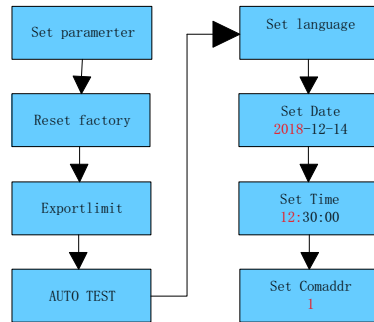 Set paramerter
Reset factory
Exportlimit
AUTO TEST
Set language
Set Date
2018-12-14
Set Time
12:30:00
Set Comaddr
1